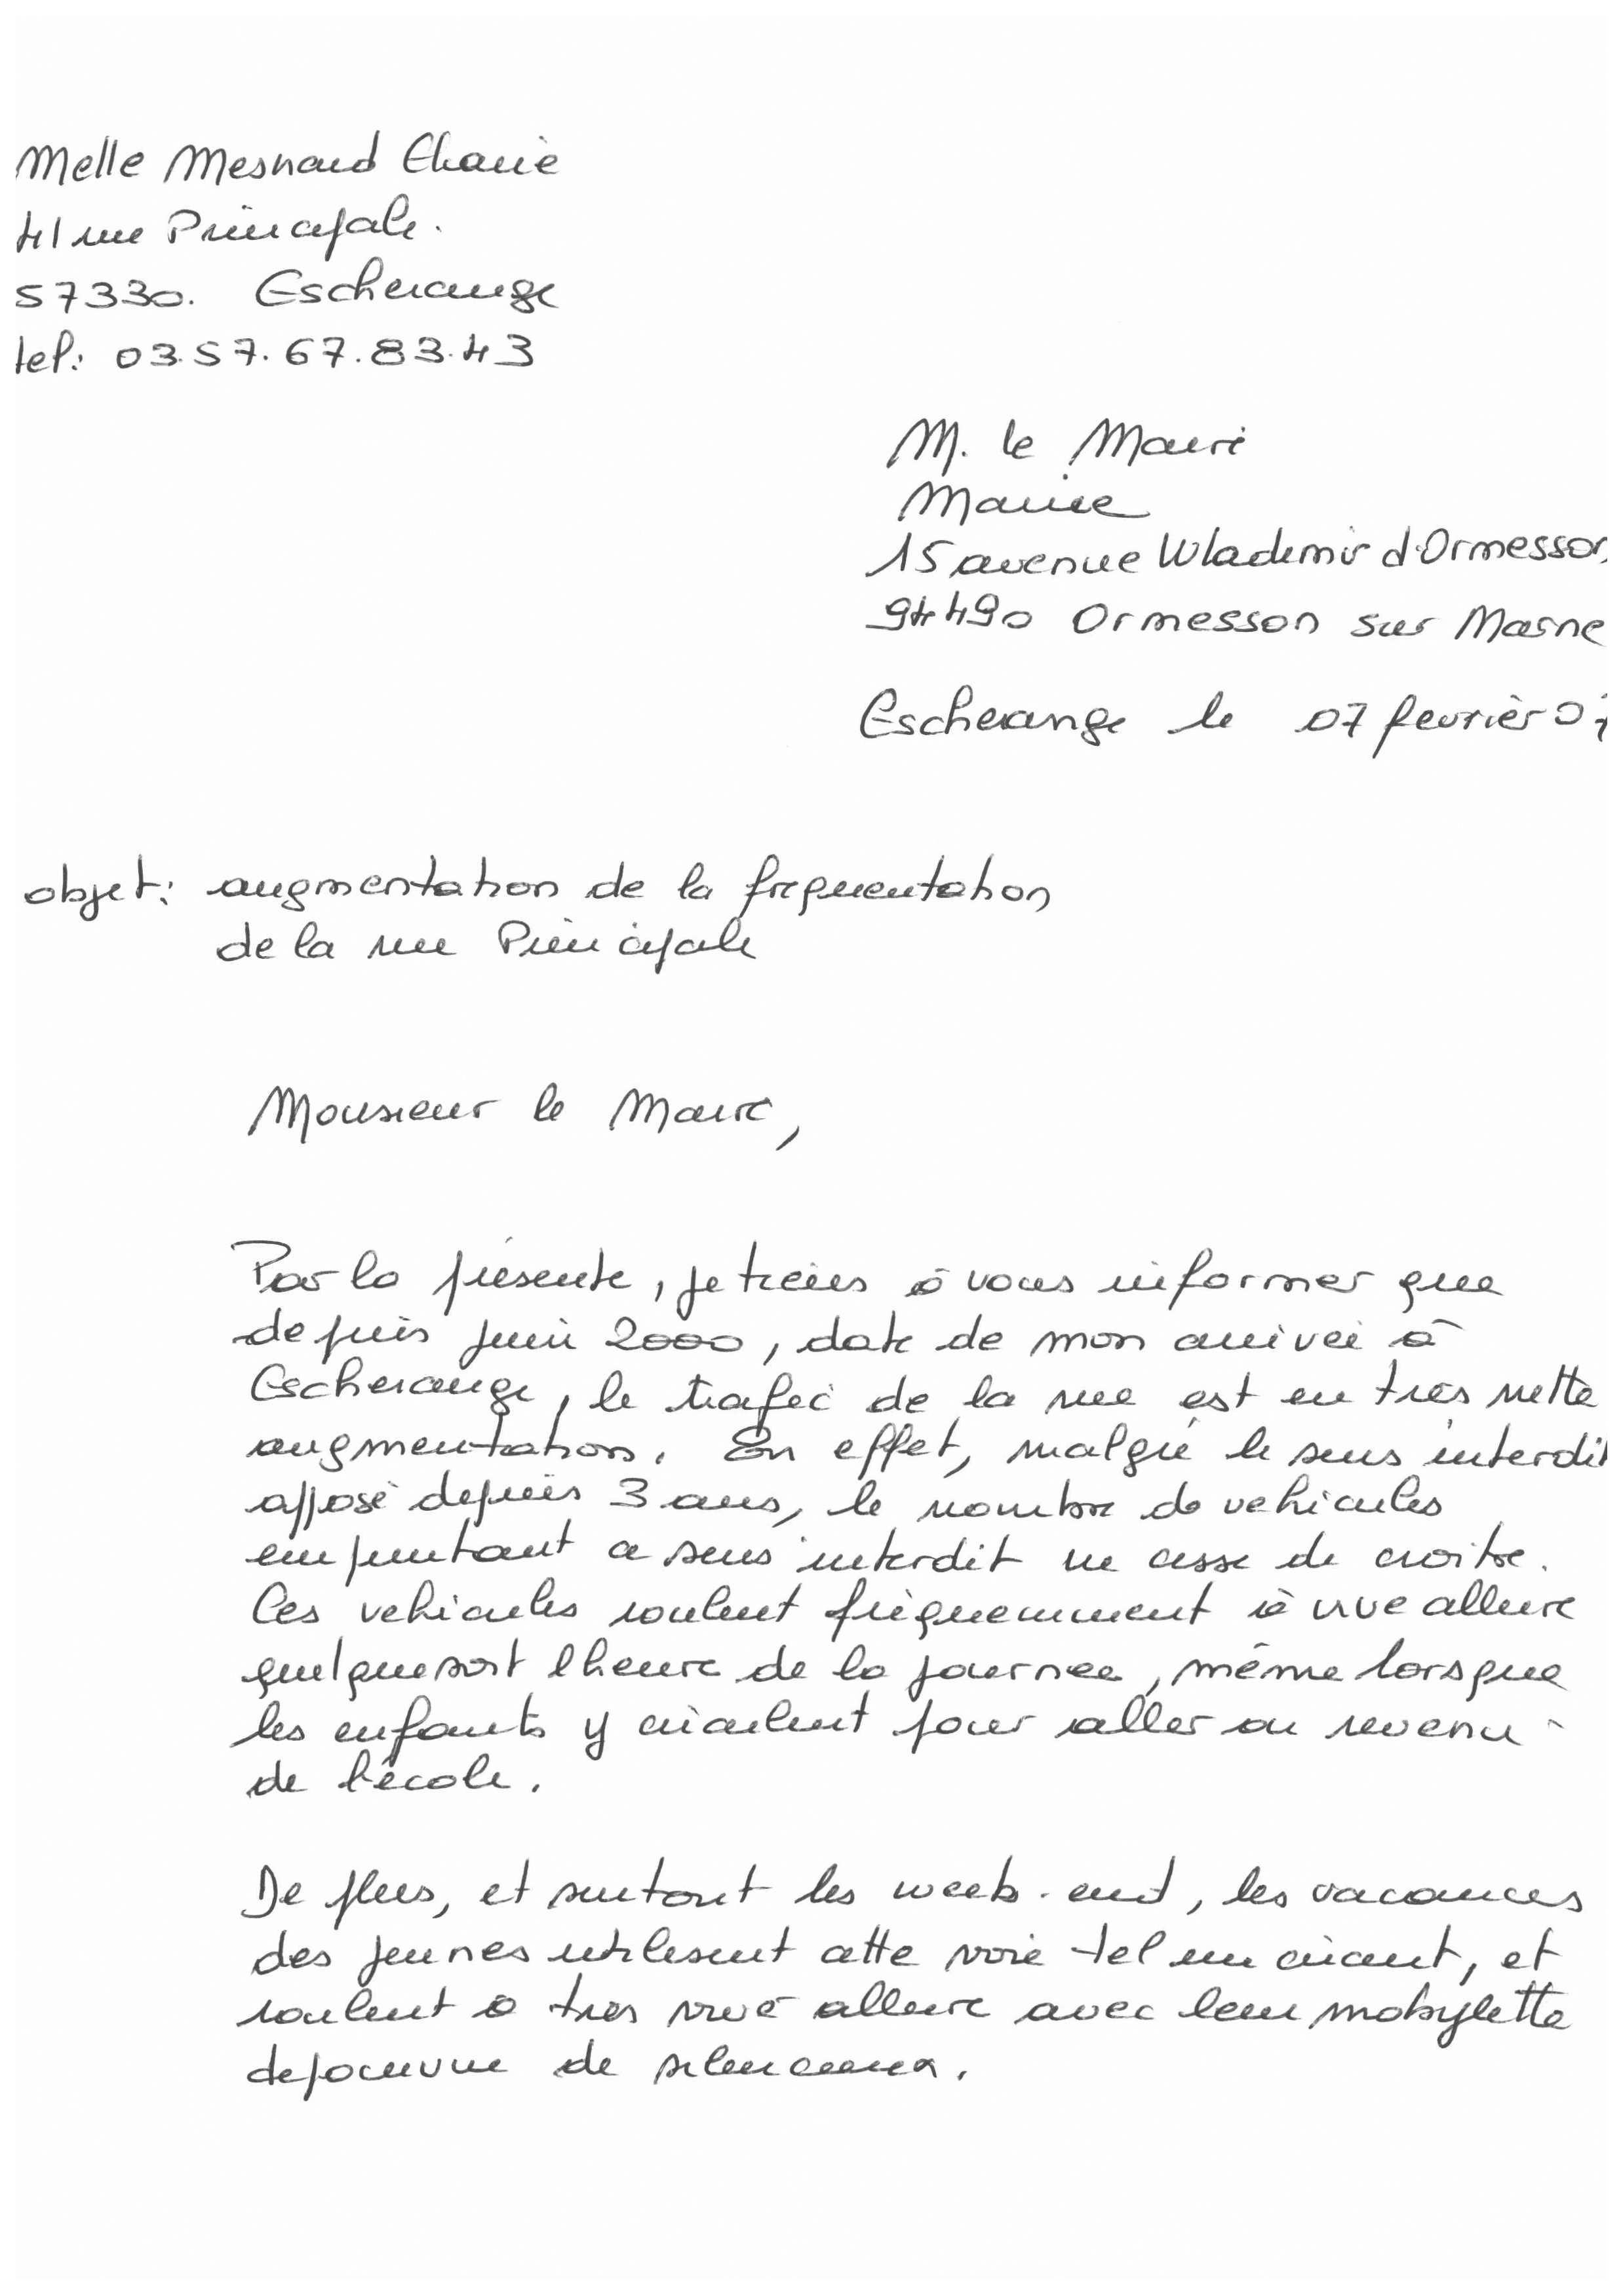 Melle Mesnard Elianie
41 rue Principale.
57330. Escherange
tel: 03.57.67.83.43
M. le Maire
Mairie
15 avenue Wladimir d'Ormesson
94490 Ormesson sur Marne
Escherange le 07 fevrier 07
objet: augmentation de la frequentation
de la rue Principale
Monsieur le Maire,
Par la présente, je tiens à vous informer que
depuis juin 2000, date de mon arrivée à
Escherange, le trafic de la rue est en très nette
augmentation. En effet, malgré le sens interdit
apposé depuis 3 ans, le nombre de vehicules
empruntant ce sens interdit ne cesse de croitre.
Ces vehicules roulent fréquemment à vive allure
quelquesoit l'heure de la journee, même lorsque
les enfants y circulent pour aller ou revenir
de l'école.
De plus, et surtout les week-end, les vacances
des jeunes utilisent cette voie tel un circuit, et
roulent à très vive allure avec leur mobylette
depourvue de silencieux.